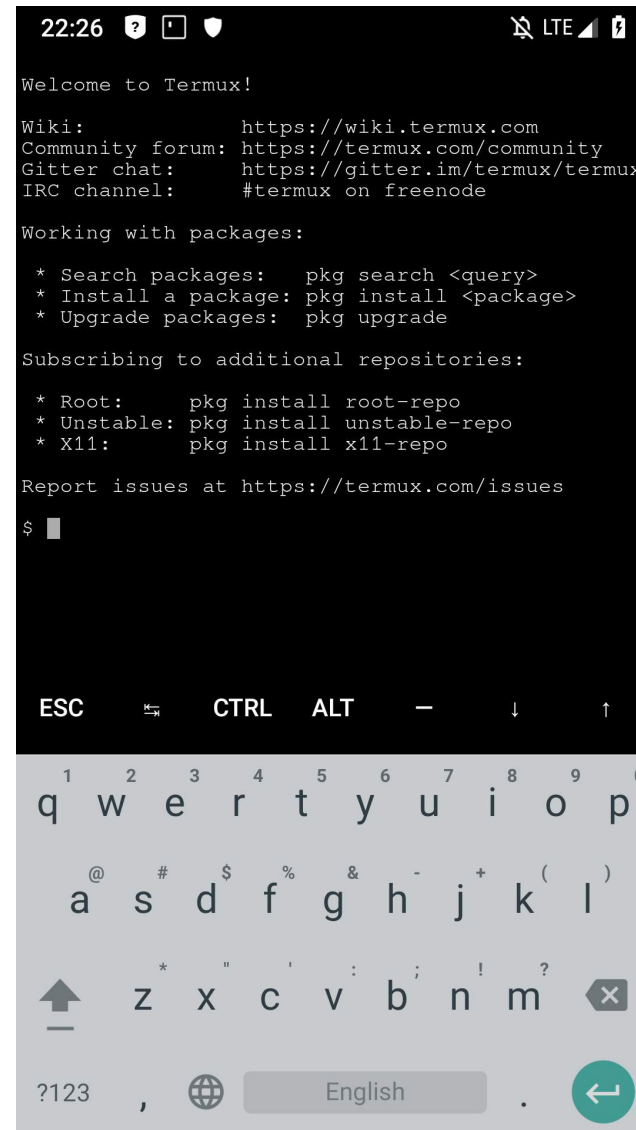 22:26 LTE
Welcome to Termux!
Wiki: https://wiki.termux.com
Community forum: https://termux.com/community
Gitter chat: https://gitter.im/termux/termux
IRC channel: #termux on freenode
Working with packages:
* Search packages: pkg search <query>
* Install a package: pkg install <package>
* Upgrade packages: pkg upgrade
Subscribing to additional repositories:
* Root: pkg install root-repo
* Unstable: pkg install unstable-repo
* X11: pkg install x11-repo
Report issues at https://termux.com/issues
$
ESC ↹ CTRL ALT — ↓ ↑
1 2 3 4 5 6 7 8 9
q w e r t y u i o p
@ # $ % & - + ( )
a s d f g h j k l
* " ' : ; ! ?
z x c v b n m
?123 , English .